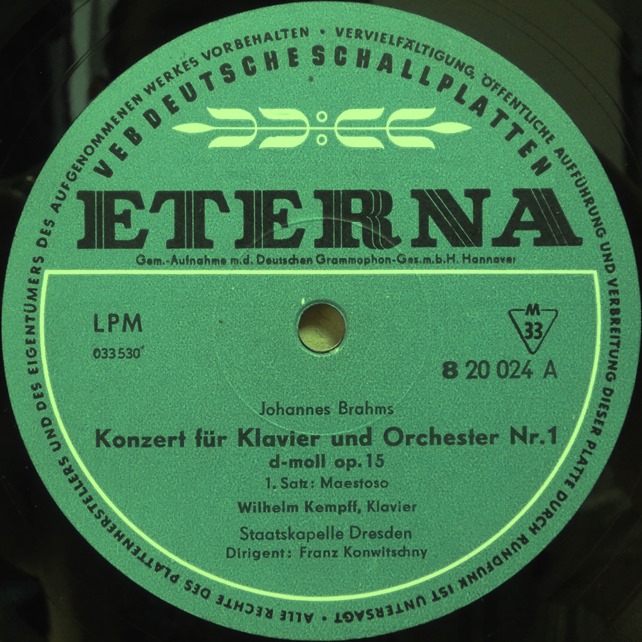 ALLE RECHTE DES PLATTENHERSTELLERS UND DES EIGENTÜMERS DES AUFGENOMMENEN WERKES VORBEHALTEN • VERVIELFÄLTIGUNG, ÖFFENTLICHE AUFFÜHRUNG UND VERBREITUNG DIESER PLATTE DURCH RUNDFUNK IST UNTERSAGT •
VEB DEUTSCHE SCHALLPLATTEN
ETERNA
Gem.-Aufnahme m.d. Deutschen Grammophon-Ges.m.b.H. Hannover
LPM
033530
M
33
8 20 024 A
Johannes Brahms
Konzert für Klavier und Orchester Nr.1
d-moll op. 15
1. Satz: Maestoso
Wilhelm Kempff, Klavier
Staatskapelle Dresden
Dirigent: Franz Konwitschny